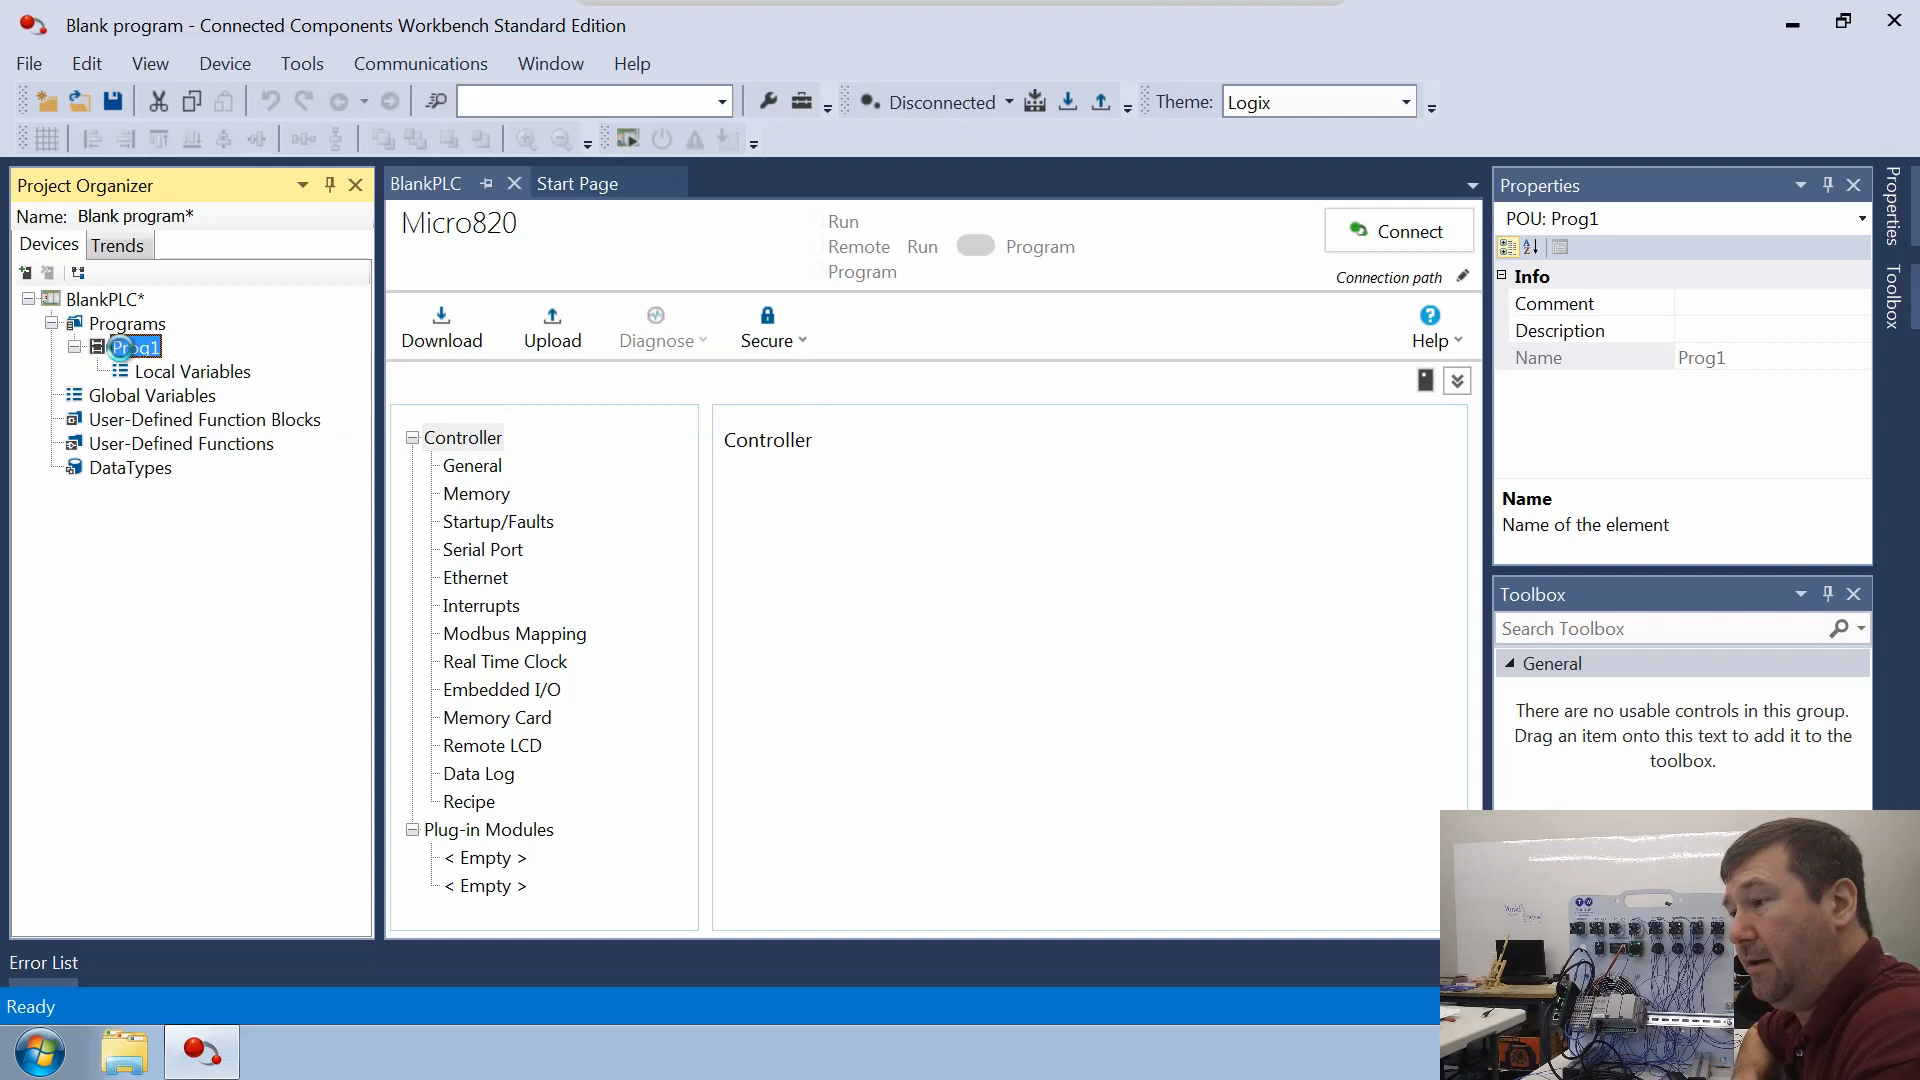 Blank program - Connected Components Workbench Standard Edition
File Edit View Device Tools Communications Window Help
Disconnected
Theme: Logix
Project Organizer
Name: Blank program*
Devices Trends
BlankPLC*
Programs
Prog1
Local Variables
Global Variables
User-Defined Function Blocks
User-Defined Functions
DataTypes
BlankPLC Start Page
Micro820
Run
Remote Run Program
Program
Connect
Connection path
Download Upload Diagnose Secure Help
Controller
General
Memory
Startup/Faults
Serial Port
Ethernet
Interrupts
Modbus Mapping
Real Time Clock
Embedded I/O
Memory Card
Remote LCD
Data Log
Recipe
Plug-in Modules
< Empty >
< Empty >
Controller
Properties
POU: Prog1
Info
Comment
Description
Name Prog1
Name
Name of the element
Toolbox
Search Toolbox
General
There are no usable controls in this group.
Drag an item onto this text to add it to the
toolbox.
Properties
Toolbox
Error List
Ready